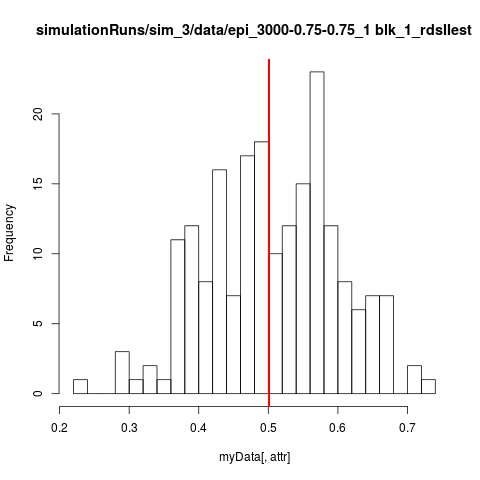 simulationRuns/sim_3/data/epi_3000-0.75-0.75_1 blk_1_rdsIIest
Frequency
20
15
10
5
0
0.2 0.3 0.4 0.5 0.6 0.7
myData[, attr]